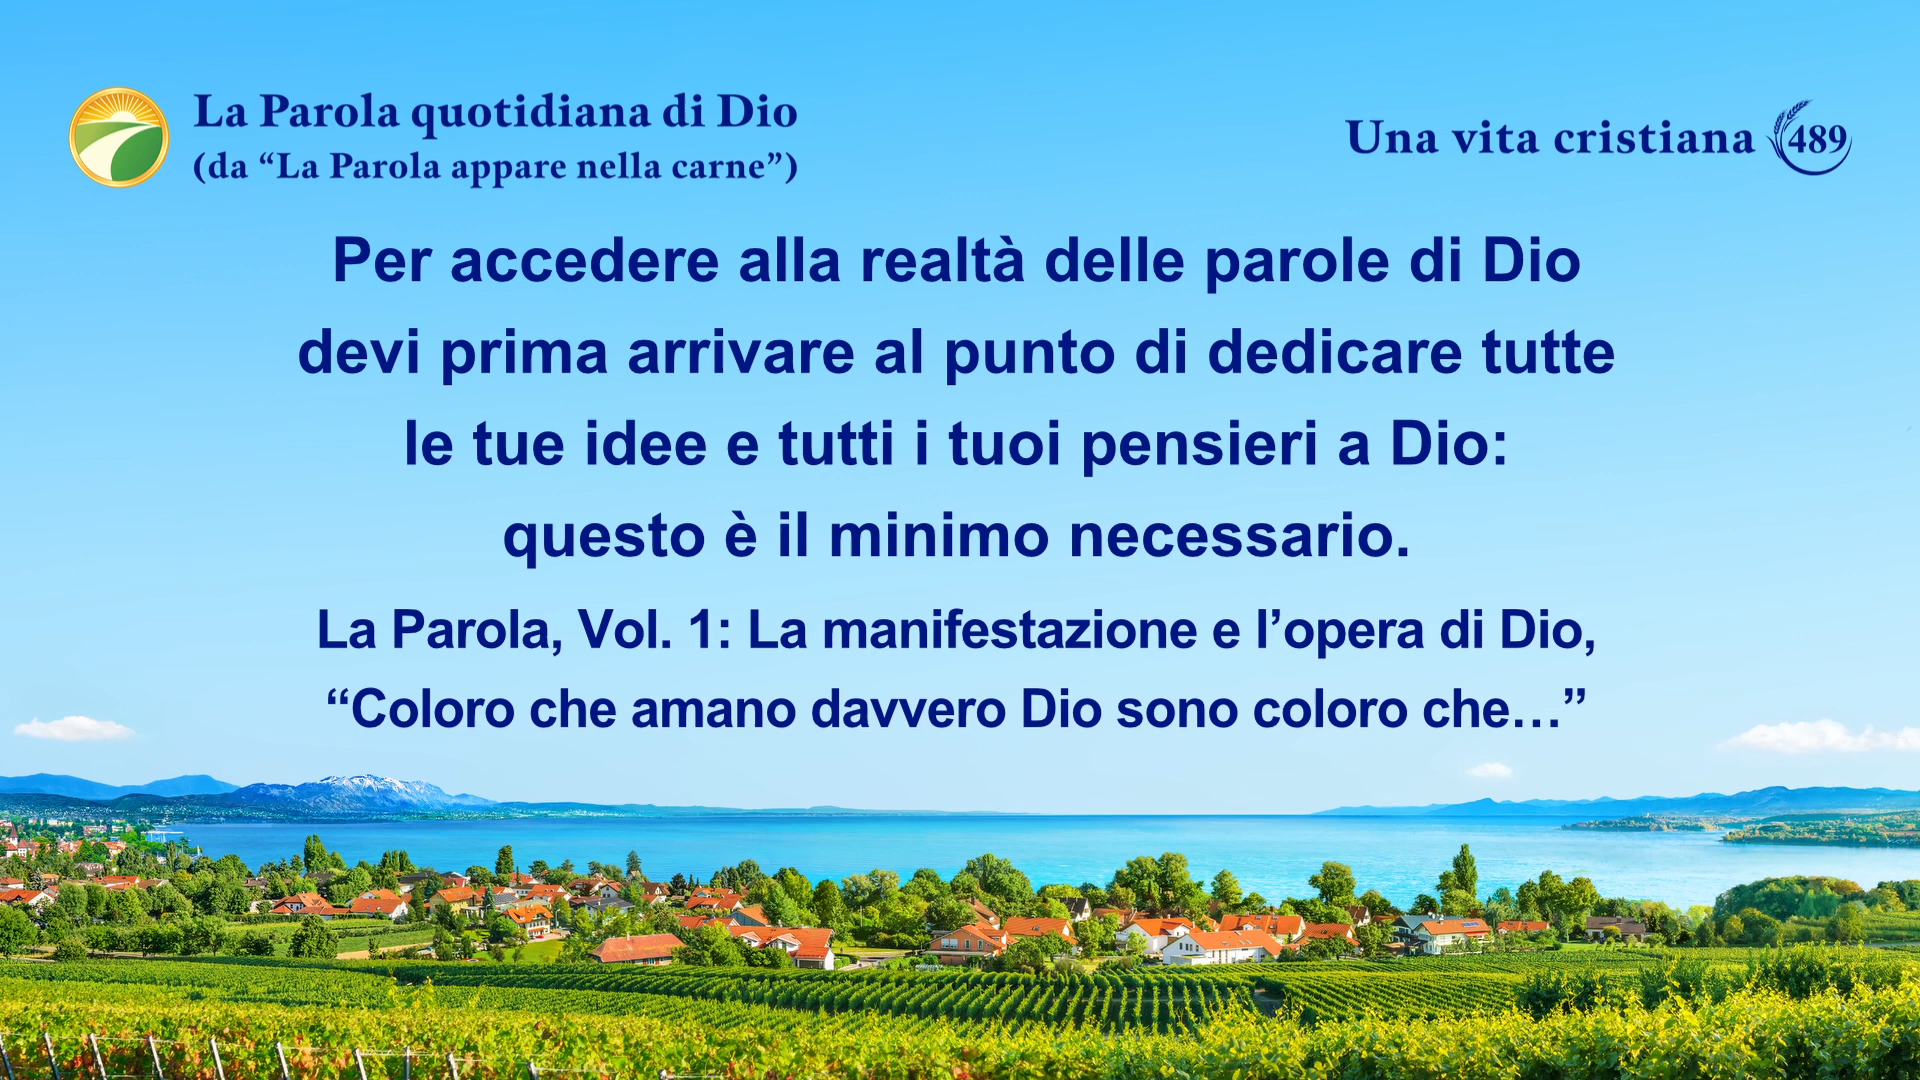 La Parola quotidiana di Dio
(da “La Parola appare nella carne”)
Una vita cristiana 489
Per accedere alla realtà delle parole di Dio
devi prima arrivare al punto di dedicare tutte
le tue idee e tutti i tuoi pensieri a Dio:
questo è il minimo necessario.
La Parola, Vol. 1: La manifestazione e l’opera di Dio,
“Coloro che amano davvero Dio sono coloro che…”